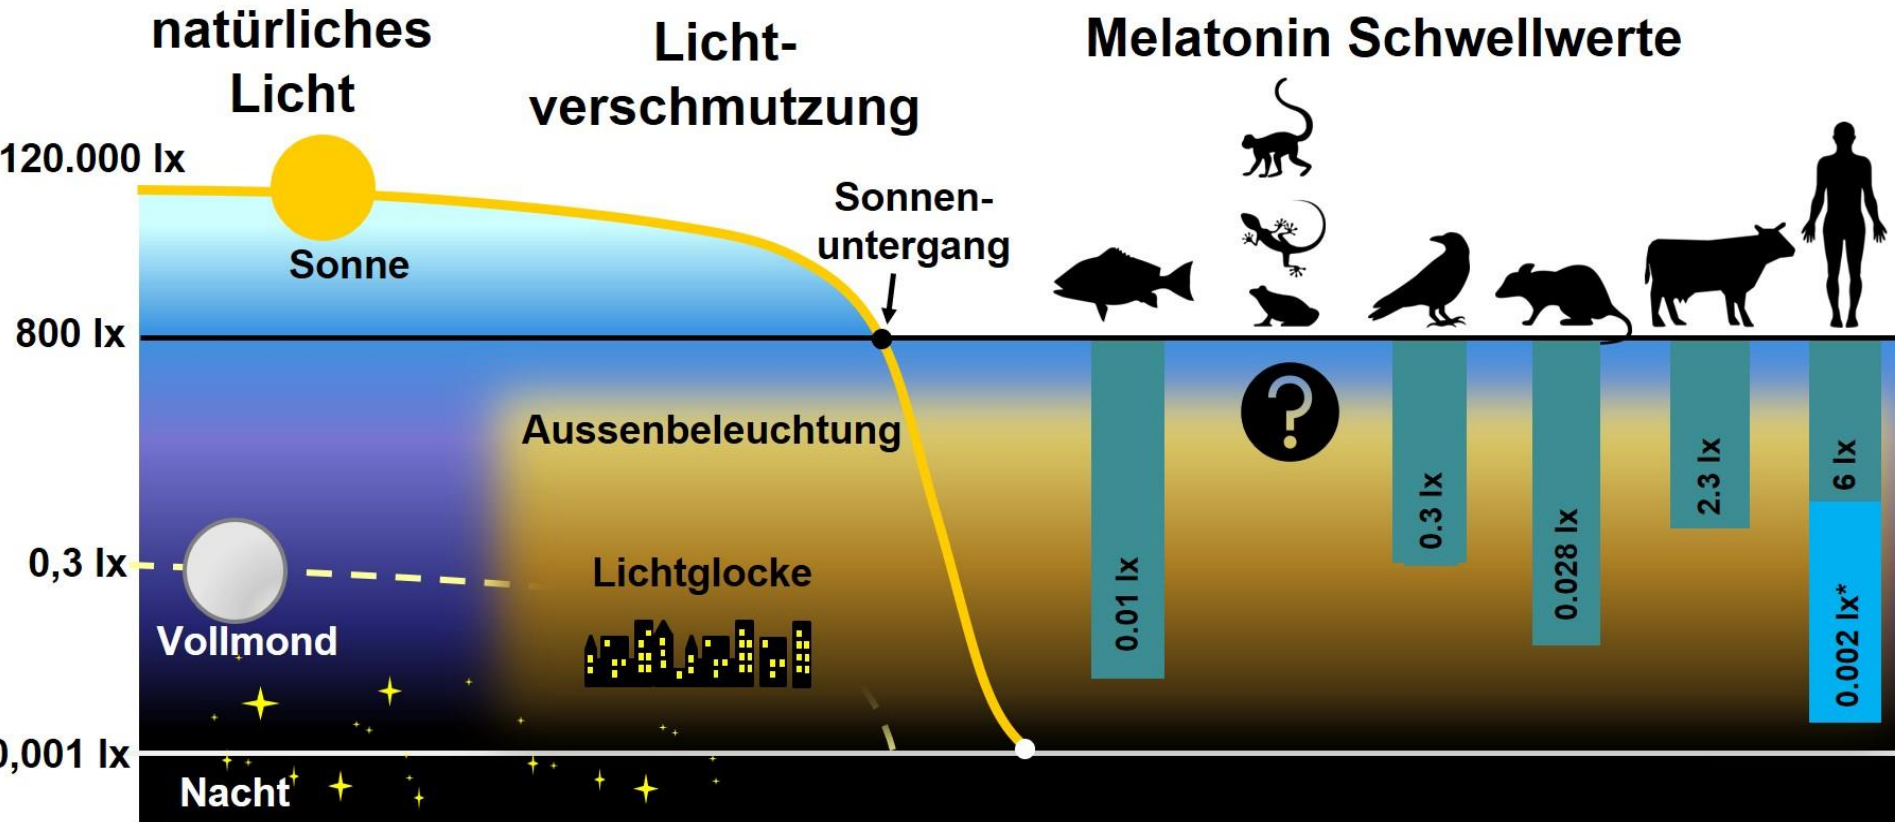 natürliches
Licht
Licht-
verschmutzung
Melatonin Schwellwerte
120.000 lx
Sonne
Sonnen-
untergang
800 lx
Aussenbeleuchtung
?
0,3 lx
Vollmond
Lichtglocke
0.01 lx
0.3 lx
0.028 lx
2.3 lx
6 lx
0.002 lx*
0,001 lx
Nacht